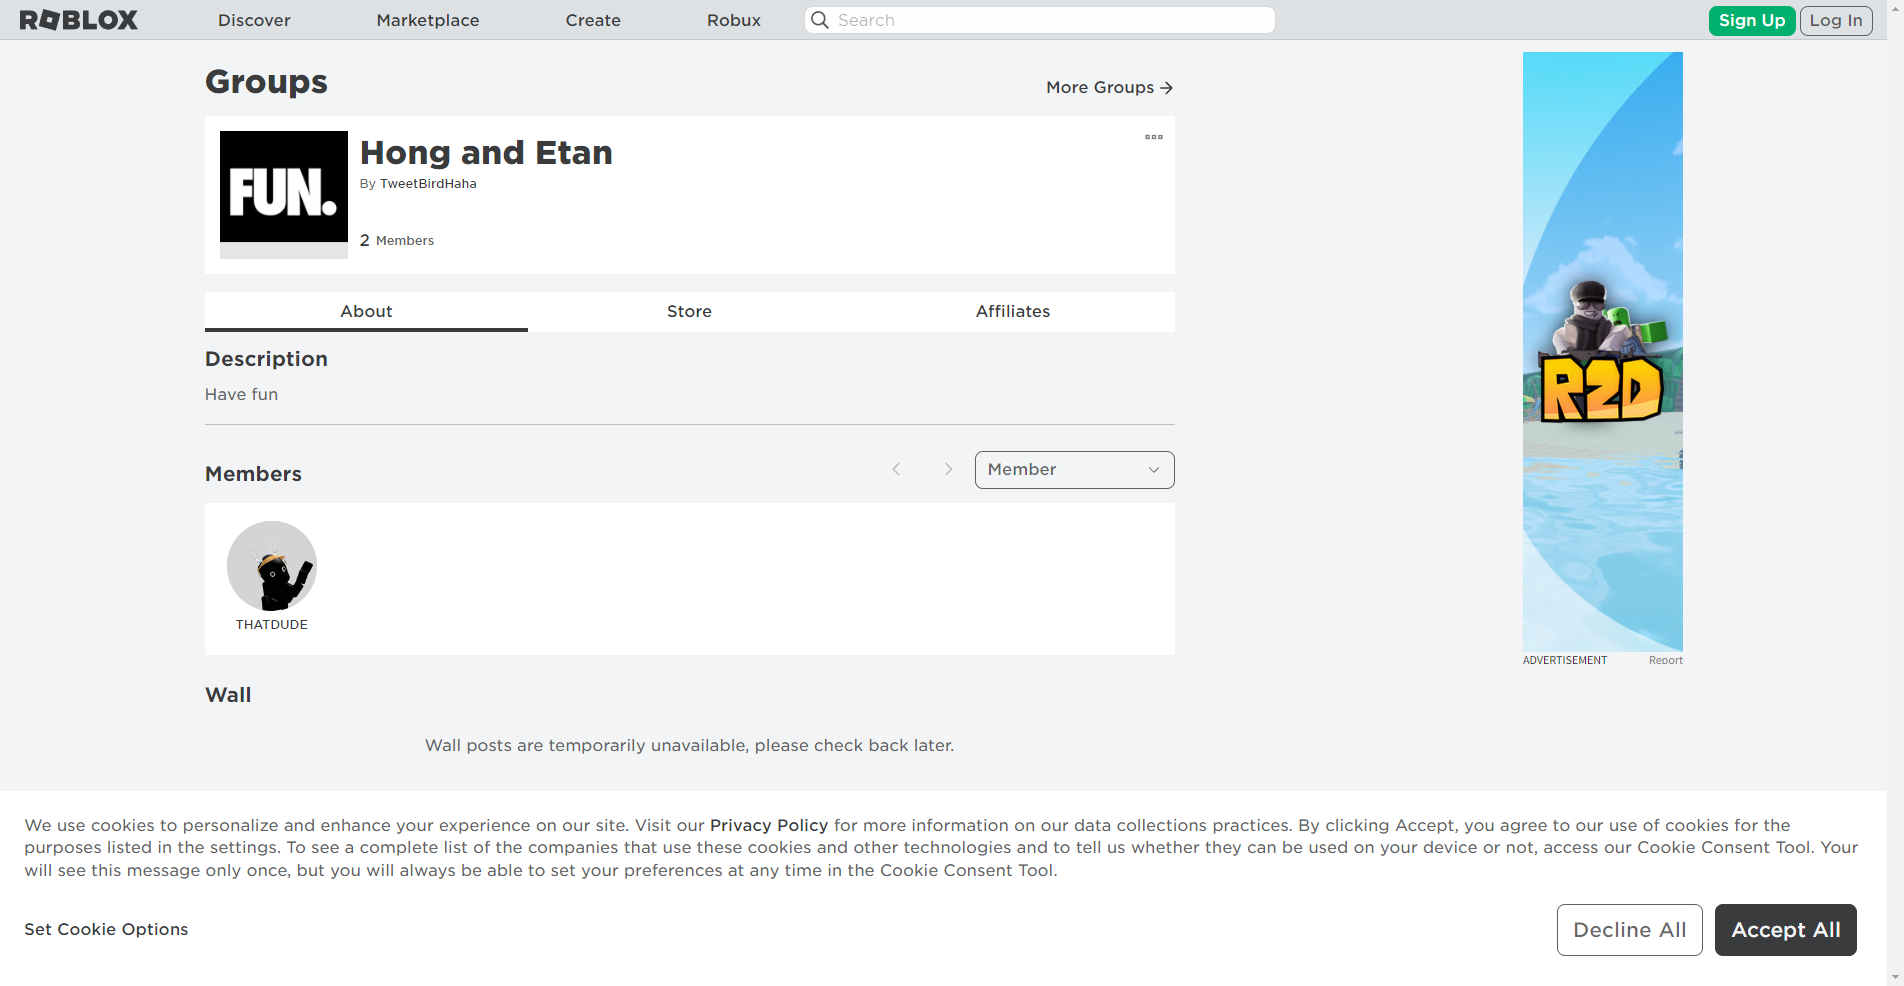 ROBLOX
Discover
Marketplace
Create
Robux
Search
Sign Up
Log In
Groups
More Groups
FUN.
Hong and Etan
By TweetBirdHaha
2 Members
About
Store
Affiliates
Description
Have fun
Members
Member
THATDUDE
R2D
ADVERTISEMENT
Report
Wall
Wall posts are temporarily unavailable, please check back later.
We use cookies to personalize and enhance your experience on our site. Visit our Privacy Policy for more information on our data collections practices. By clicking Accept, you agree to our use of cookies for the
purposes listed in the settings. To see a complete list of the companies that use these cookies and other technologies and to tell us whether they can be used on your device or not, access our Cookie Consent Tool. Your
will see this message only once, but you will always be able to set your preferences at any time in the Cookie Consent Tool.
Set Cookie Options
Decline All
Accept All